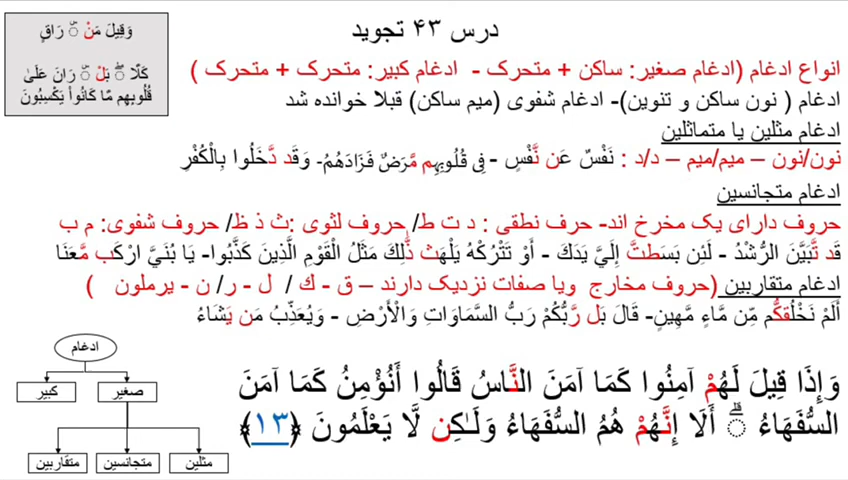 درس ۴۳ تجوید
وَقِيلَ مَنْ ۜ رَاقٍ
كَلَّا ۖ بَلْ ۜ رَانَ عَلَىٰ
قُلُوبِهِم مَّا كَانُوا۟ يَكْسِبُونَ
انواع ادغام (ادغام صغیر: ساکن + متحرک - ادغام کبیر: متحرک + متحرک )
ادغام ( نون ساکن و تنوین)- ادغام شفوی (میم ساکن) قبلا خوانده شد
ادغام مثلین یا متماثلین
نون/نون – میم/میم – د/د : نَفْسٌ عَن نَّفْسٍ - فِى قُلُوبِهِم مَّرَضٌ فَزَادَهُمُ- وَقَد دَّخَلُوا بِالْكُفْرِ
ادغام متجانسین
حروف دارای یک مخرج اند- حرف نطقی : د ت ط/ حروف لثوی :ث ذ ظ/ حروف شفوی: م ب
قَد تَّبَيَّنَ الرُّشْدُ - لَئِن بَسَطتَّ إِلَيَّ يَدَكَ - أَوْ تَتْرُكْهُ يَلْهَث ذَّٰلِكَ مَثَلُ الْقَوْمِ الَّذِينَ كَذَّبُوا- يَا بُنَيَّ ارْكَب مَّعَنَا
ادغام متقاربین (حروف مخارج ویا صفات نزدیک دارند – ق - ك / ل - ر/ ن - یرملون )
أَلَمْ نَخْلُقكُّم مِّن مَّاءٍ مَّهِينٍ- قَالَ بَل رَّبُّكُمْ رَبُّ السَّمَاوَاتِ وَالْأَرْضِ - وَيُعَذِّبُ مَن يَشَاءُ
وَإِذَا قِيلَ لَهُمْ آمِنُوا كَمَا آمَنَ النَّاسُ قَالُوا أَنُؤْمِنُ كَمَا آمَنَ
السُّفَهَاءُ ۗ أَلَا إِنَّهُمْ هُمُ السُّفَهَاءُ وَلَـٰكِن لَّا يَعْلَمُونَ ﴿١٣﴾
ادغام
صغیر
کبیر
مثلین
متجانسین
متقاربین